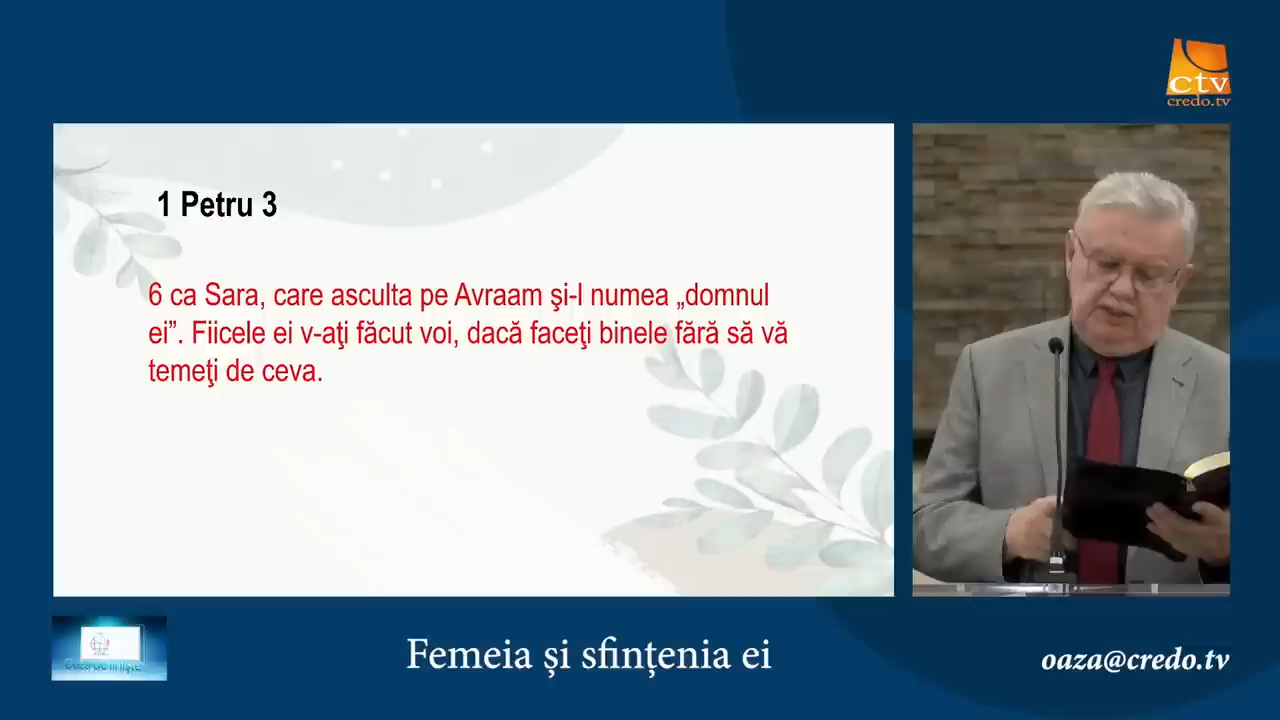 ctv
credo.tv
1 Petru 3
6 ca Sara, care asculta pe Avraam şi-l numea „domnul
ei”. Fiicele ei v-aţi făcut voi, dacă faceţi binele fără să vă
temeţi de ceva.
Femeia și sfințenia ei
oaza@credo.tv